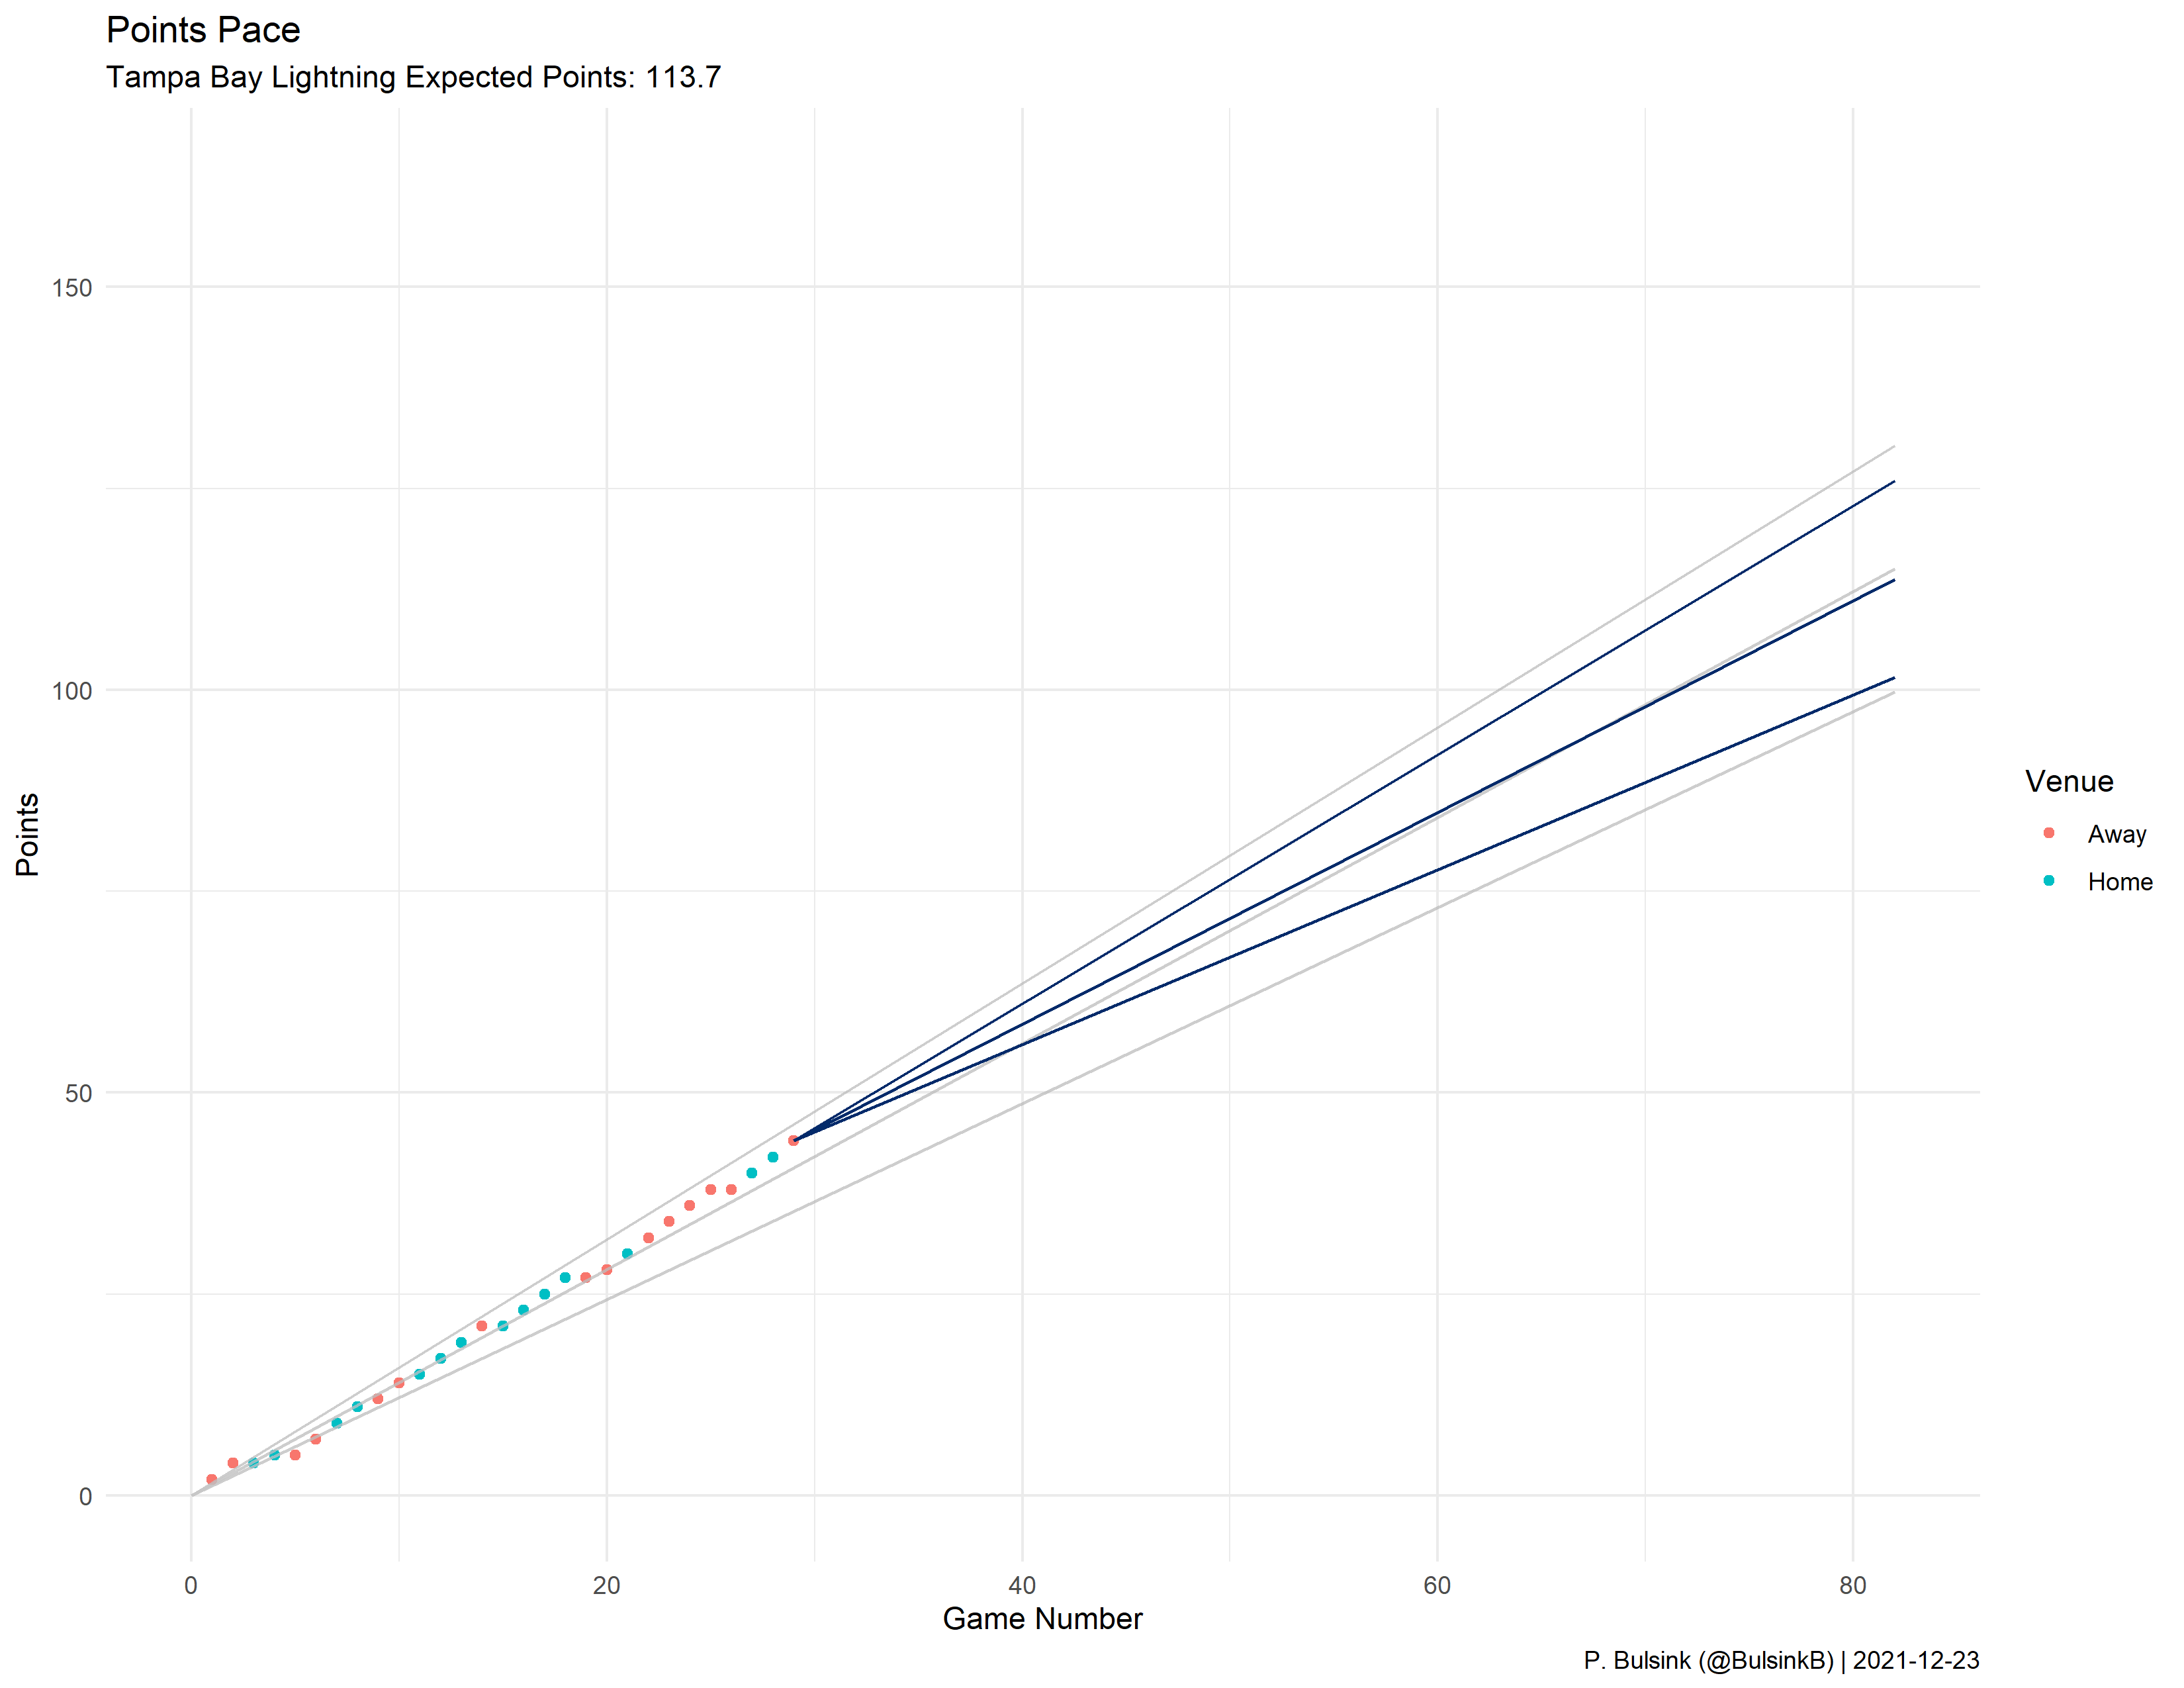 Points Pace
Tampa Bay Lightning Expected Points: 113.7
150
100
50
0
Points
0 20 40 60 80
Game Number
Venue
Away
Home
P. Bulsink (@BulsinkB) | 2021-12-23